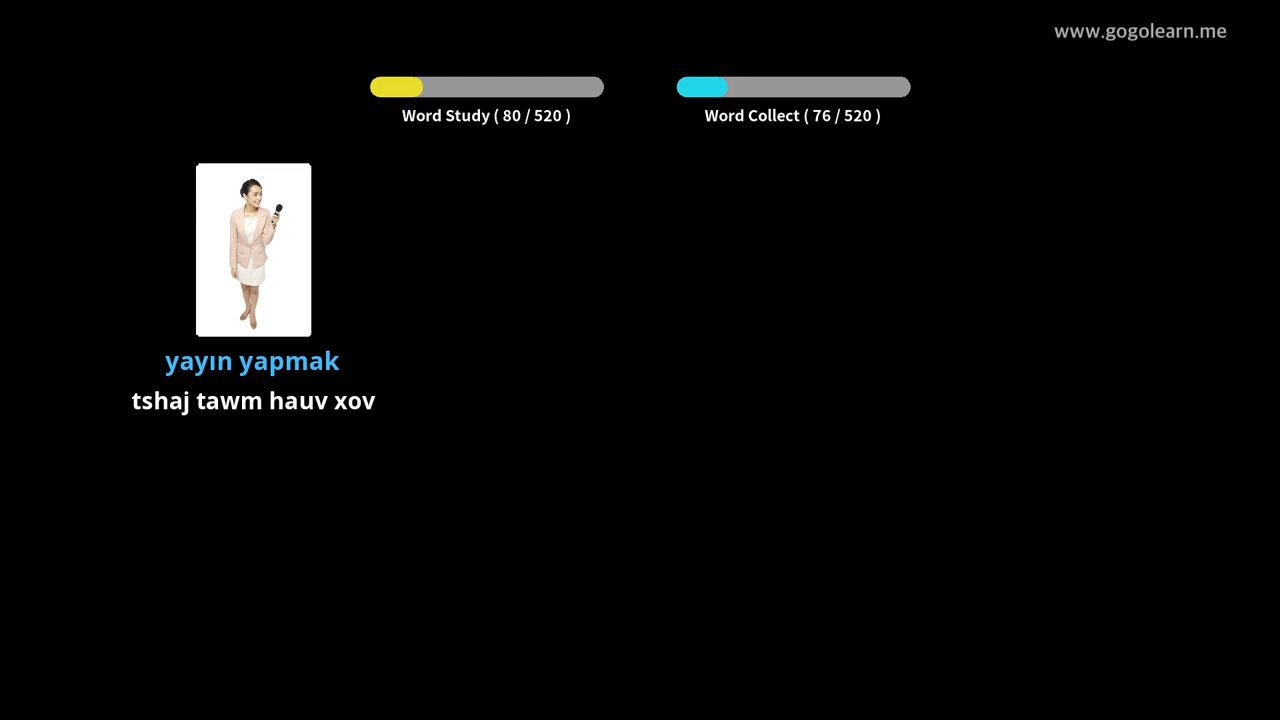 www.gogolearn.me
Word Study ( 80 / 520 )
Word Collect ( 76 / 520 )
yayın yapmak
tshaj tawm hauv xov